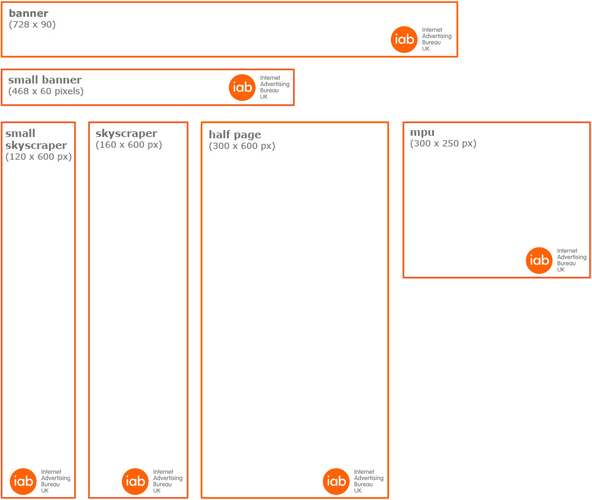 banner
(728 x 90)
iab
Internet
Advertising
Bureau
UK
small banner
(468 x 60 pixels)
iab
Internet
Advertising
Bureau
UK
small
skyscraper
(120 x 600 px)
iab
Internet
Advertising
Bureau
UK
skyscraper
(160 x 600 px)
iab
Internet
Advertising
Bureau
UK
half page
(300 x 600 px)
iab
Internet
Advertising
Bureau
UK
mpu
(300 x 250 px)
iab
Internet
Advertising
Bureau
UK